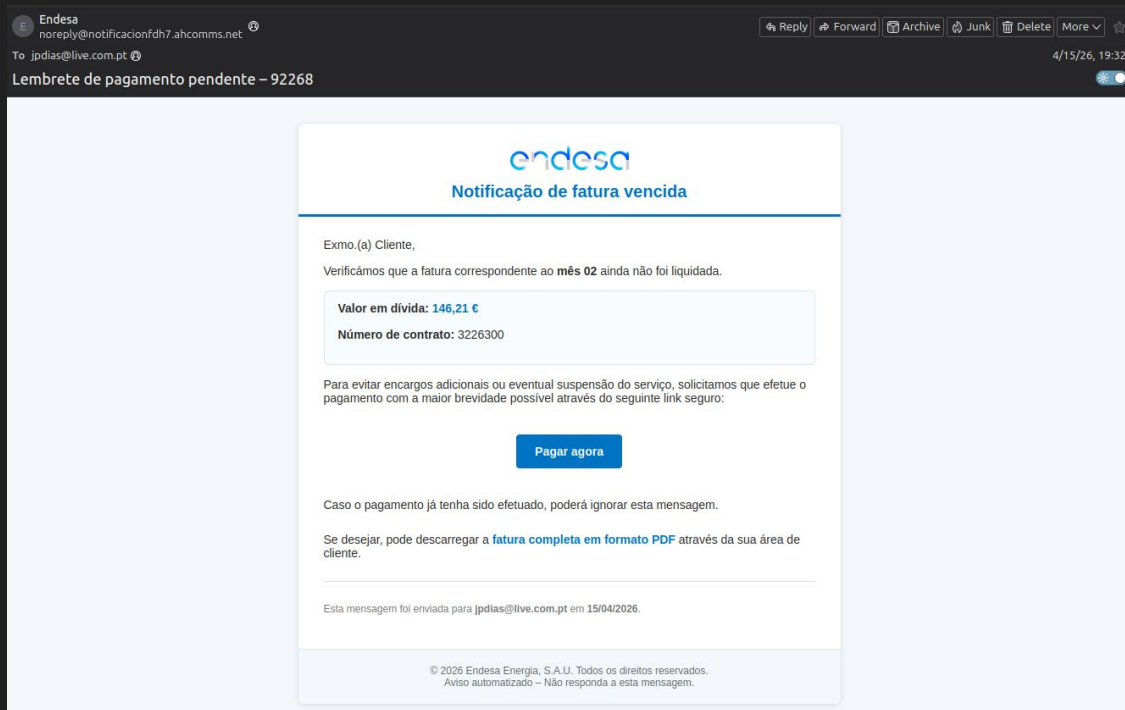 E
Endesa
noreply@notificacionfdh7.ahcomms.net
Reply Forward Archive Junk Delete More
To jpdias@live.com.pt
4/15/26, 19:32
Lembrete de pagamento pendente – 92268
endesa
Notificação de fatura vencida
Exmo.(a) Cliente,
Verificámos que a fatura correspondente ao mês 02 ainda não foi liquidada.
Valor em dívida: 146,21 €
Número de contrato: 3226300
Para evitar encargos adicionais ou eventual suspensão do serviço, solicitamos que efetue o
pagamento com a maior brevidade possível através do seguinte link seguro:
Pagar agora
Caso o pagamento já tenha sido efetuado, poderá ignorar esta mensagem.
Se desejar, pode descarregar a fatura completa em formato PDF através da sua área de
cliente.
Esta mensagem foi enviada para jpdias@live.com.pt em 15/04/2026.
© 2026 Endesa Energia, S.A.U. Todos os direitos reservados.
Aviso automatizado – Não responda a esta mensagem.